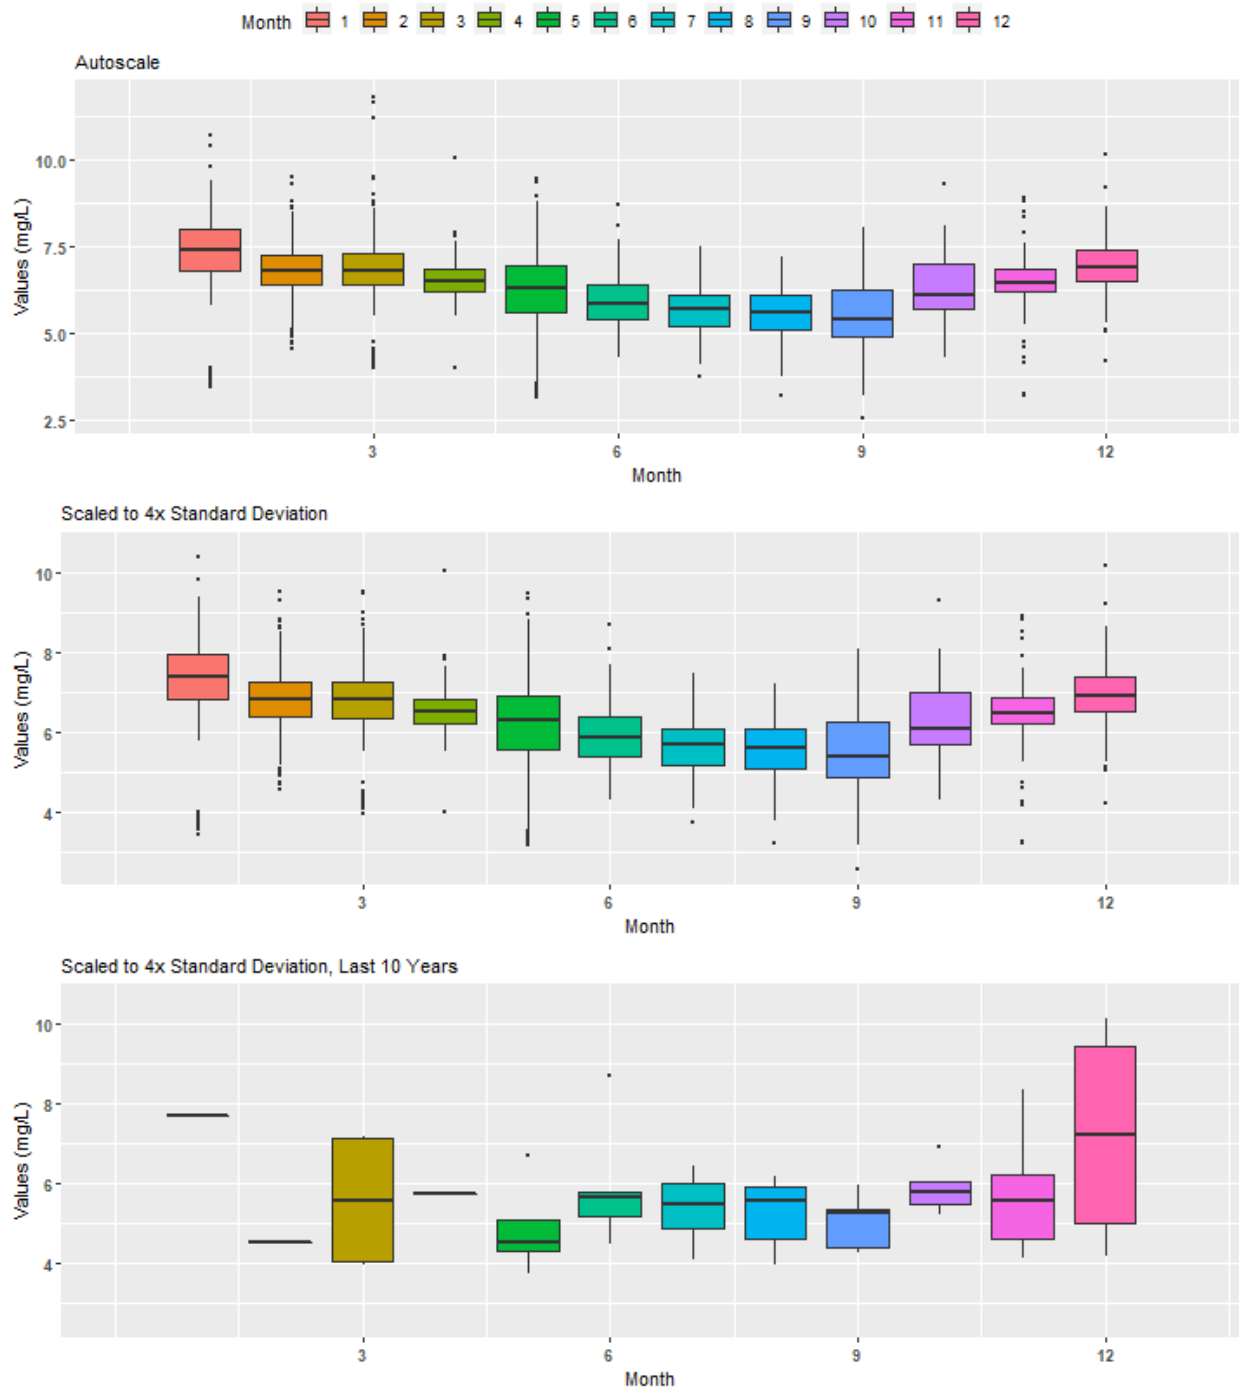 Month 1 2 3 4 5 6 7 8 9 10 11 12
Autoscale
Values (mg/L)
10.0
7.5
5.0
2.5
3 6 9 12
Month
Scaled to 4x Standard Deviation
Values (mg/L)
10
8
6
4
3 6 9 12
Month
Scaled to 4x Standard Deviation, Last 10 Years
Values (mg/L)
10
8
6
4
3 6 9 12
Month